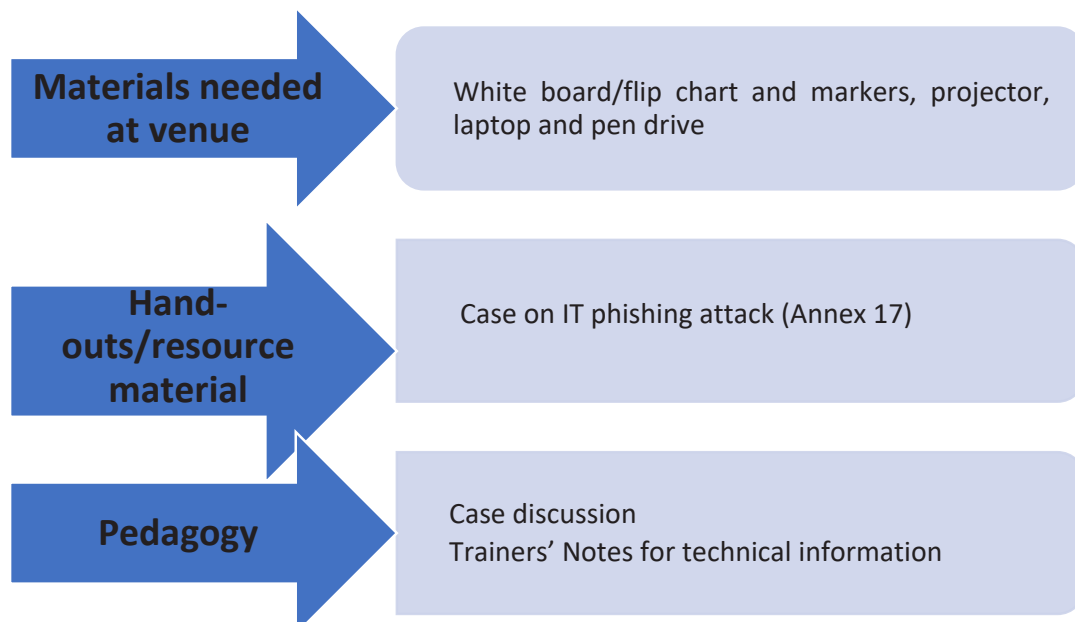 Materials needed
at venue
White board/flip chart and markers, projector,
laptop and pen drive
Hand-
outs/resource
material
Case on IT phishing attack (Annex 17)
Pedagogy
Case discussion
Trainers’ Notes for technical information